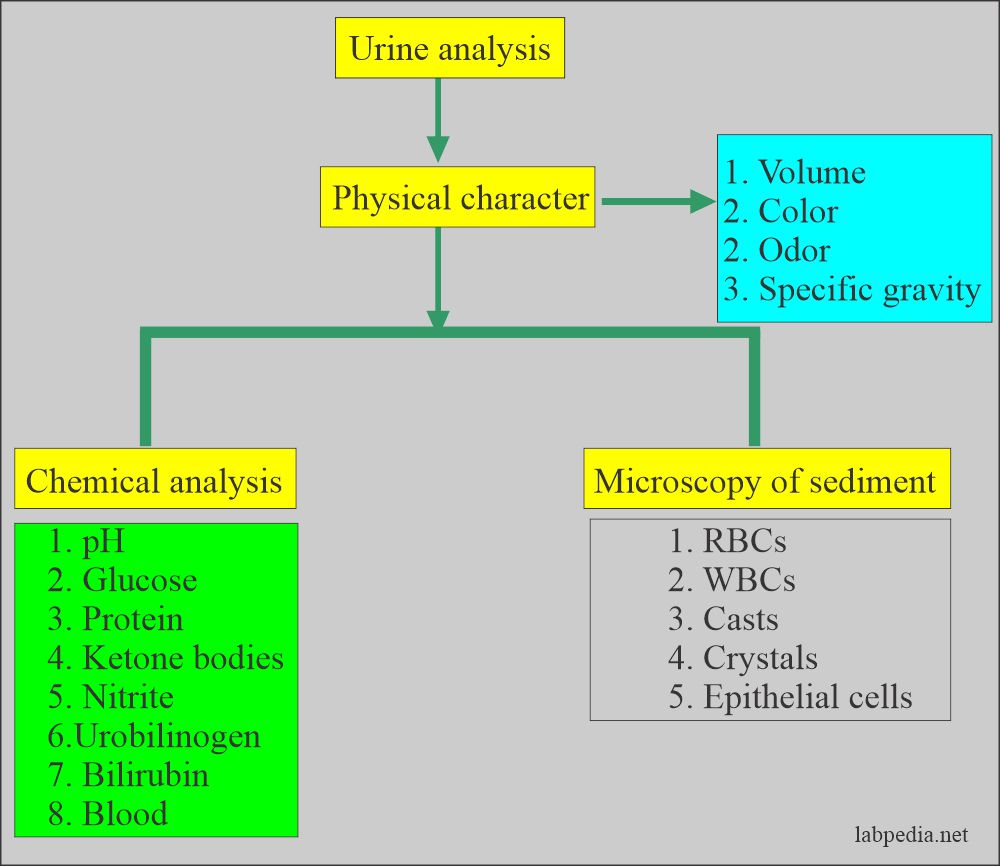 Urine analysis
Physical character
1. Volume
2. Color
2. Odor
3. Specific gravity
Chemical analysis
1. pH
2. Glucose
3. Protein
4. Ketone bodies
5. Nitrite
6.Urobilinogen
7. Bilirubin
8. Blood
Microscopy of sediment
1. RBCs
2. WBCs
3. Casts
4. Crystals
5. Epithelial cells
labpedia.net